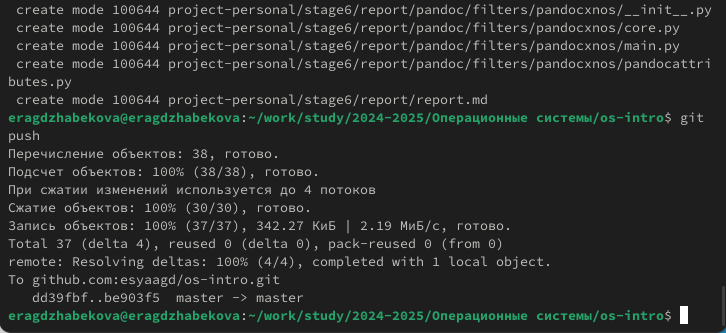 create mode 100644 project-personal/stage6/report/pandoc/filters/pandocxnos/__init__.py
create mode 100644 project-personal/stage6/report/pandoc/filters/pandocxnos/core.py
create mode 100644 project-personal/stage6/report/pandoc/filters/pandocxnos/main.py
create mode 100644 project-personal/stage6/report/pandoc/filters/pandocxnos/pandocattri
butes.py
create mode 100644 project-personal/stage6/report/report.md
eragdzhabekova@eragdzhabekova:~/work/study/2024-2025/Операционные системы/os-intro$ git
push
Перечисление объектов: 38, готово.
Подсчет объектов: 100% (38/38), готово.
При сжатии изменений используется до 4 потоков
Сжатие объектов: 100% (30/30), готово.
Запись объектов: 100% (37/37), 342.27 КиБ | 2.19 МиБ/с, готово.
Total 37 (delta 4), reused 0 (delta 0), pack-reused 0 (from 0)
remote: Resolving deltas: 100% (4/4), completed with 1 local object.
To github.com:esyaagd/os-intro.git
dd39fbf..be903f5  master -> master
eragdzhabekova@eragdzhabekova:~/work/study/2024-2025/Операционные системы/os-intro$